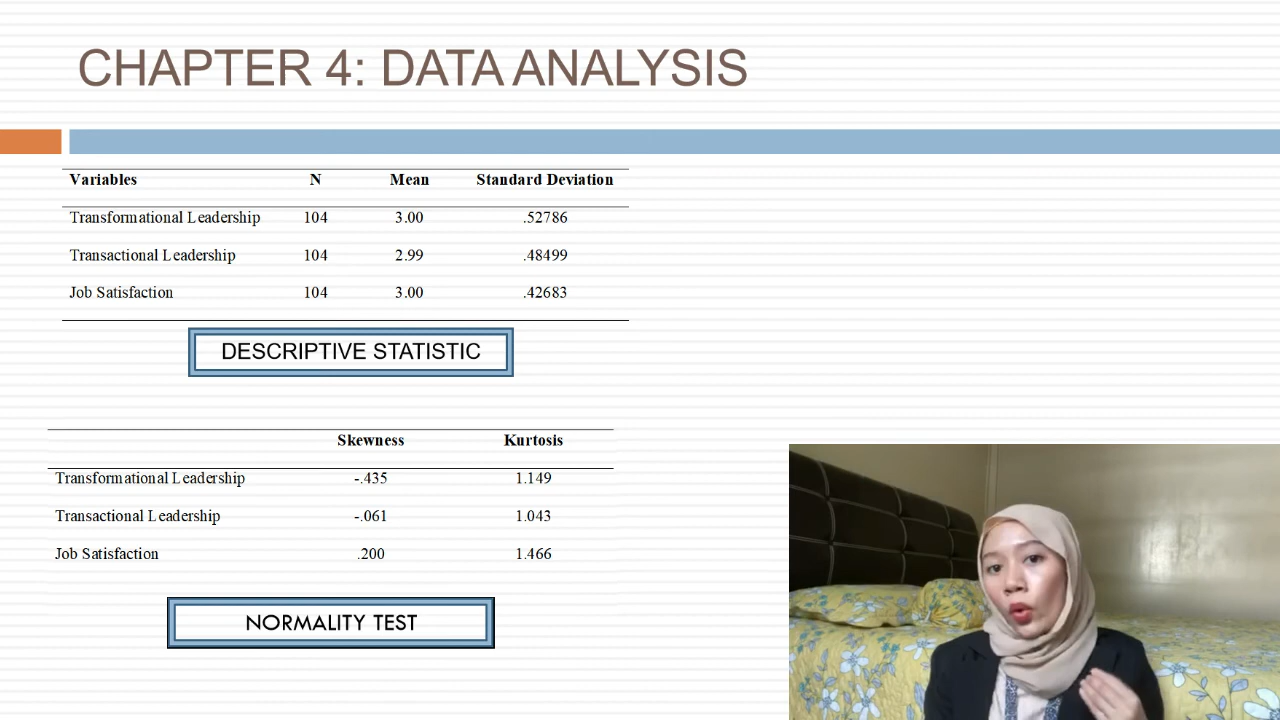 CHAPTER 4: DATA ANALYSIS
Variables N Mean Standard Deviation
Transformational Leadership 104 3.00 .52786
Transactional Leadership 104 2.99 .48499
Job Satisfaction 104 3.00 .42683
DESCRIPTIVE STATISTIC
Skewness Kurtosis
Transformational Leadership -.435 1.149
Transactional Leadership -.061 1.043
Job Satisfaction .200 1.466
NORMALITY TEST